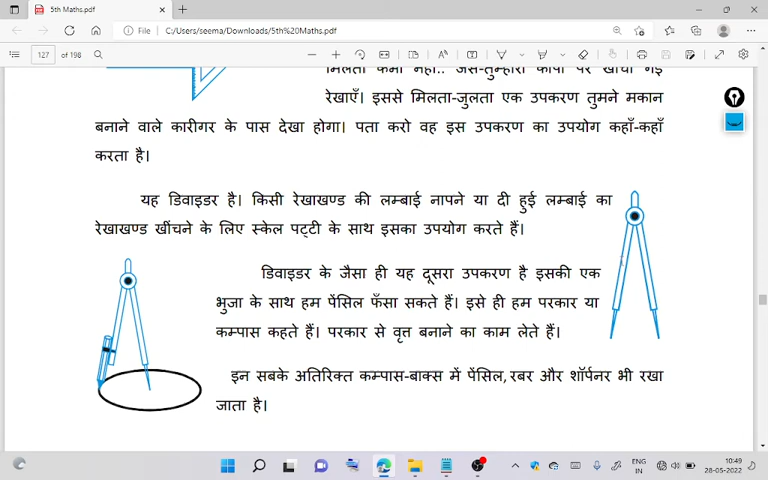 5th Maths.pdf
File
C:/Users/seema/Downloads/5th%20Maths.pdf
127 of 198
रेखाएँ। इससे मिलता-जुलता एक उपकरण तुमने मकान
बनाने वाले कारीगर के पास देखा होगा। पता करो वह इस उपकरण का उपयोग कहाँ-कहाँ
करता है।
यह डिवाइडर है। किसी रेखाखण्ड की लम्बाई नापने या दी हुई लम्बाई का
रेखाखण्ड खींचने के लिए स्केल पट्टी के साथ इसका उपयोग करते हैं।
डिवाइडर के जैसा ही यह दूसरा उपकरण है इसकी एक
भुजा के साथ हम पेंसिल फँसा सकते हैं। इसे ही हम परकार या
कम्पास कहते हैं। परकार से वृत्त बनाने का काम लेते हैं।
इन सबके अतिरिक्त कम्पास-बाक्स में पेंसिल, रबर और शॉर्पनर भी रखा
जाता है।
ENG
IN
10:49
28-05-2022